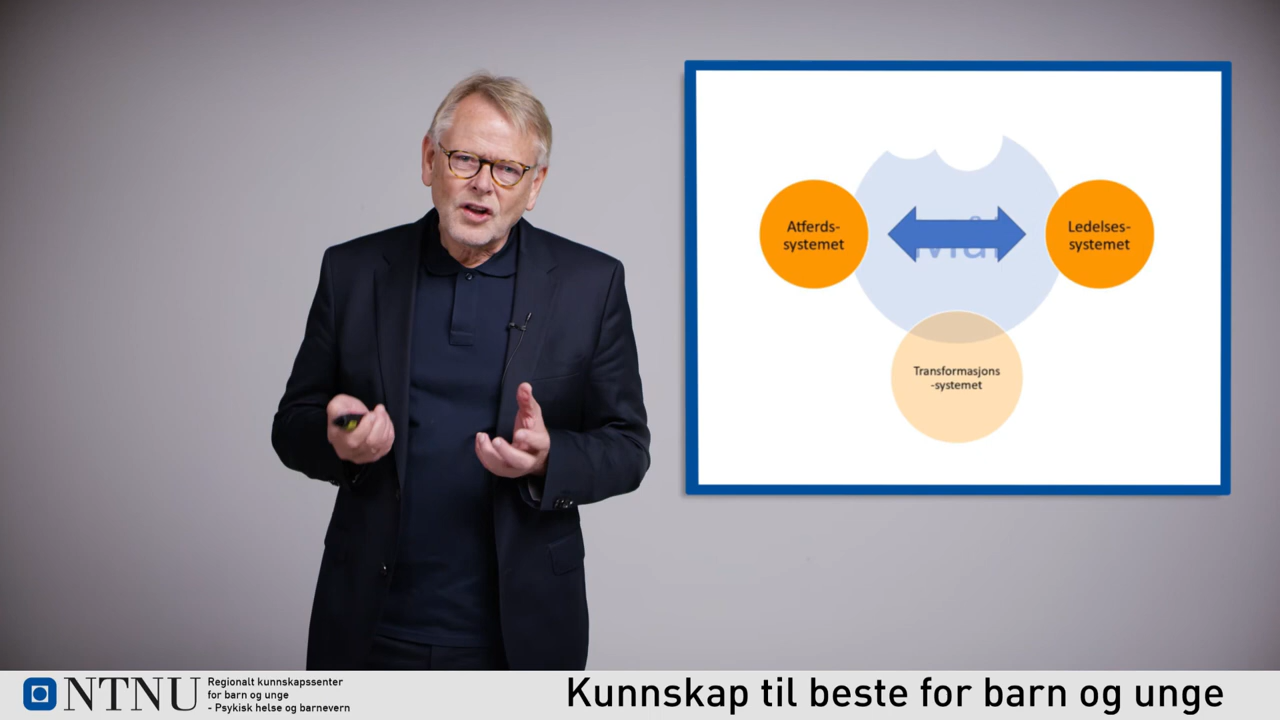 Atferds-
systemet
Ledelses-
systemet
Transformasjons
-systemet
NTNU
Regionalt kunnskapssenter
for barn og unge
- Psykisk helse og barnevern
Kunnskap til beste for barn og unge